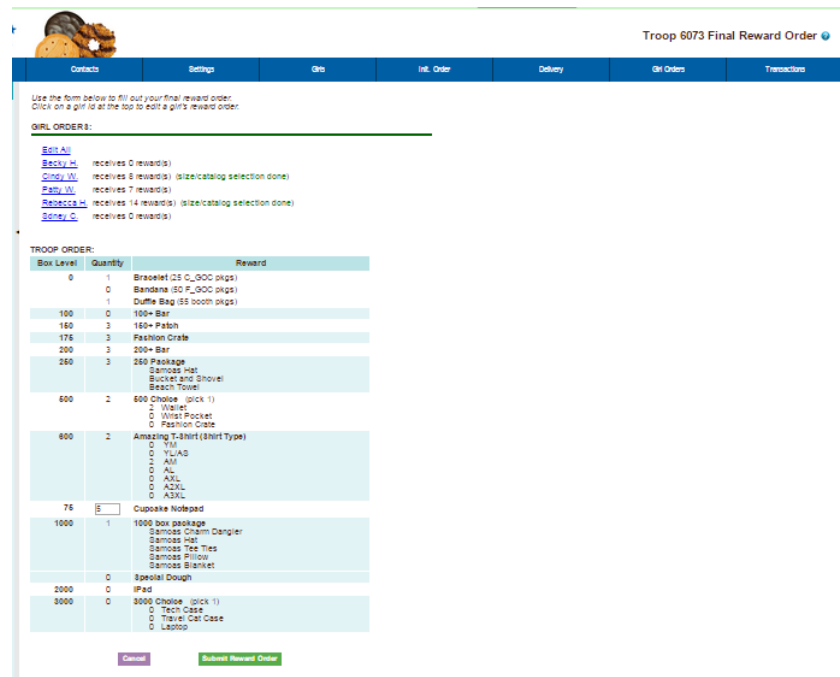 Troop 6073 Final Reward Order
Contacts Settings Girls Init. Order Delivery Girl Orders Transactions
Use the form below to fill out your final reward order.
Click on a girl id at the top to edit a girl's reward order.
GIRL ORDERS:
Edit All
Becky H. receives 0 reward(s)
Cindy W. receives 8 reward(s) (size/catalog selection done)
Patty W. receives 7 reward(s)
Rebecca H. receives 14 reward(s) (size/catalog selection done)
Sdney C. receives 0 reward(s)
TROOP ORDER:
Box Level Quantity Reward
0 1 Bracelet (25 C_GOC pkgs)
0 Bandana (50 F_GOC pkgs)
1 Duffle Bag (55 booth pkgs)
100 0 100+ Bar
150 3 150+ Patch
175 3 Fashion Crate
200 3 200+ Bar
250 3 250 Package
Samoas Hat
Bucket and Shovel
Beach Towel
500 2 500 Choice (pick 1)
2 Wallet
0 Wrist Pocket
0 Fashion Crate
600 2 Amazing T-Shirt (Shirt Type)
0 YM
0 YL/AS
2 AM
0 AL
0 AXL
0 A2XL
0 A3XL
75 5 Cupcake Notepad
1000 1 1000 box package
Samoas Charm Dangler
Samoas Hat
Samoas Tee Ties
Samoas Pillow
Samoas Blanket
0 Special Dough
2000 0 iPad
3000 0 3000 Choice (pick 1)
0 Tech Case
0 Travel Cat Case
0 Laptop
Cancel Submit Reward Order